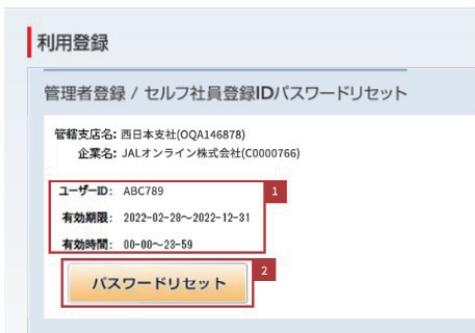 利用登録
管理者登録 / セルフ社員登録IDパスワードリセット
管轄支店名: 西日本支社(OQA146878)
企業名: JALオンライン株式会社(C0000766)
ユーザーID: ABC789
1
有効期限: 2022-02-28～2022-12-31
有効時間: 00-00～23-59
2
パスワードリセット